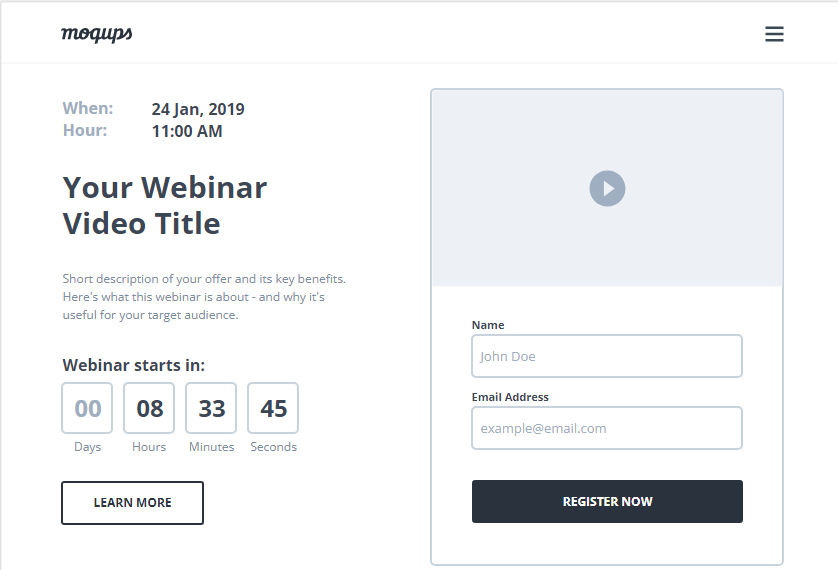 moqups
When: 24 Jan, 2019
Hour: 11:00 AM
Your Webinar
Video Title
Short description of your offer and its key benefits.
Here's what this webinar is about - and why it's
useful for your target audience.
Webinar starts in:
00 08 33 45
Days Hours Minutes Seconds
LEARN MORE
Name
John Doe
Email Address
example@email.com
REGISTER NOW